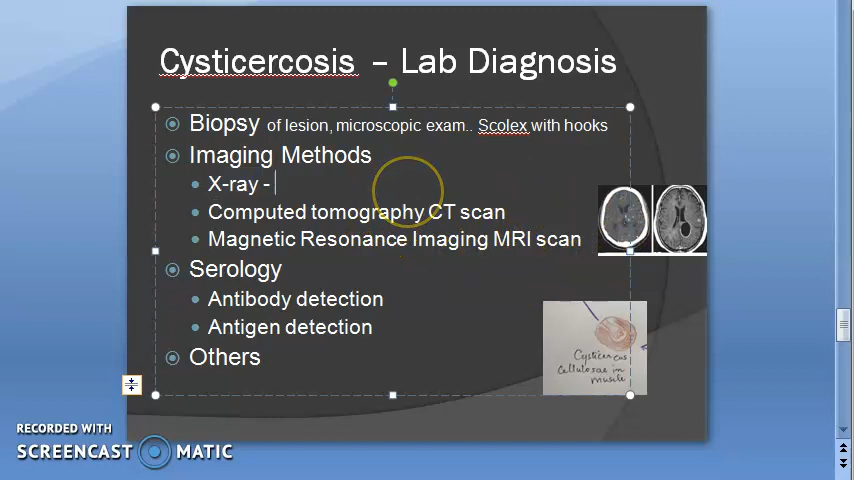 Cysticercosis – Lab Diagnosis
Biopsy of lesion, microscopic exam.. Scolex with hooks
Imaging Methods
X-ray -
Computed tomography CT scan
Magnetic Resonance Imaging MRI scan
Serology
Antibody detection
Antigen detection
Others
Cysticercus
Cellulosae in
muscle
RECORDED WITH
SCREENCAST MATIC